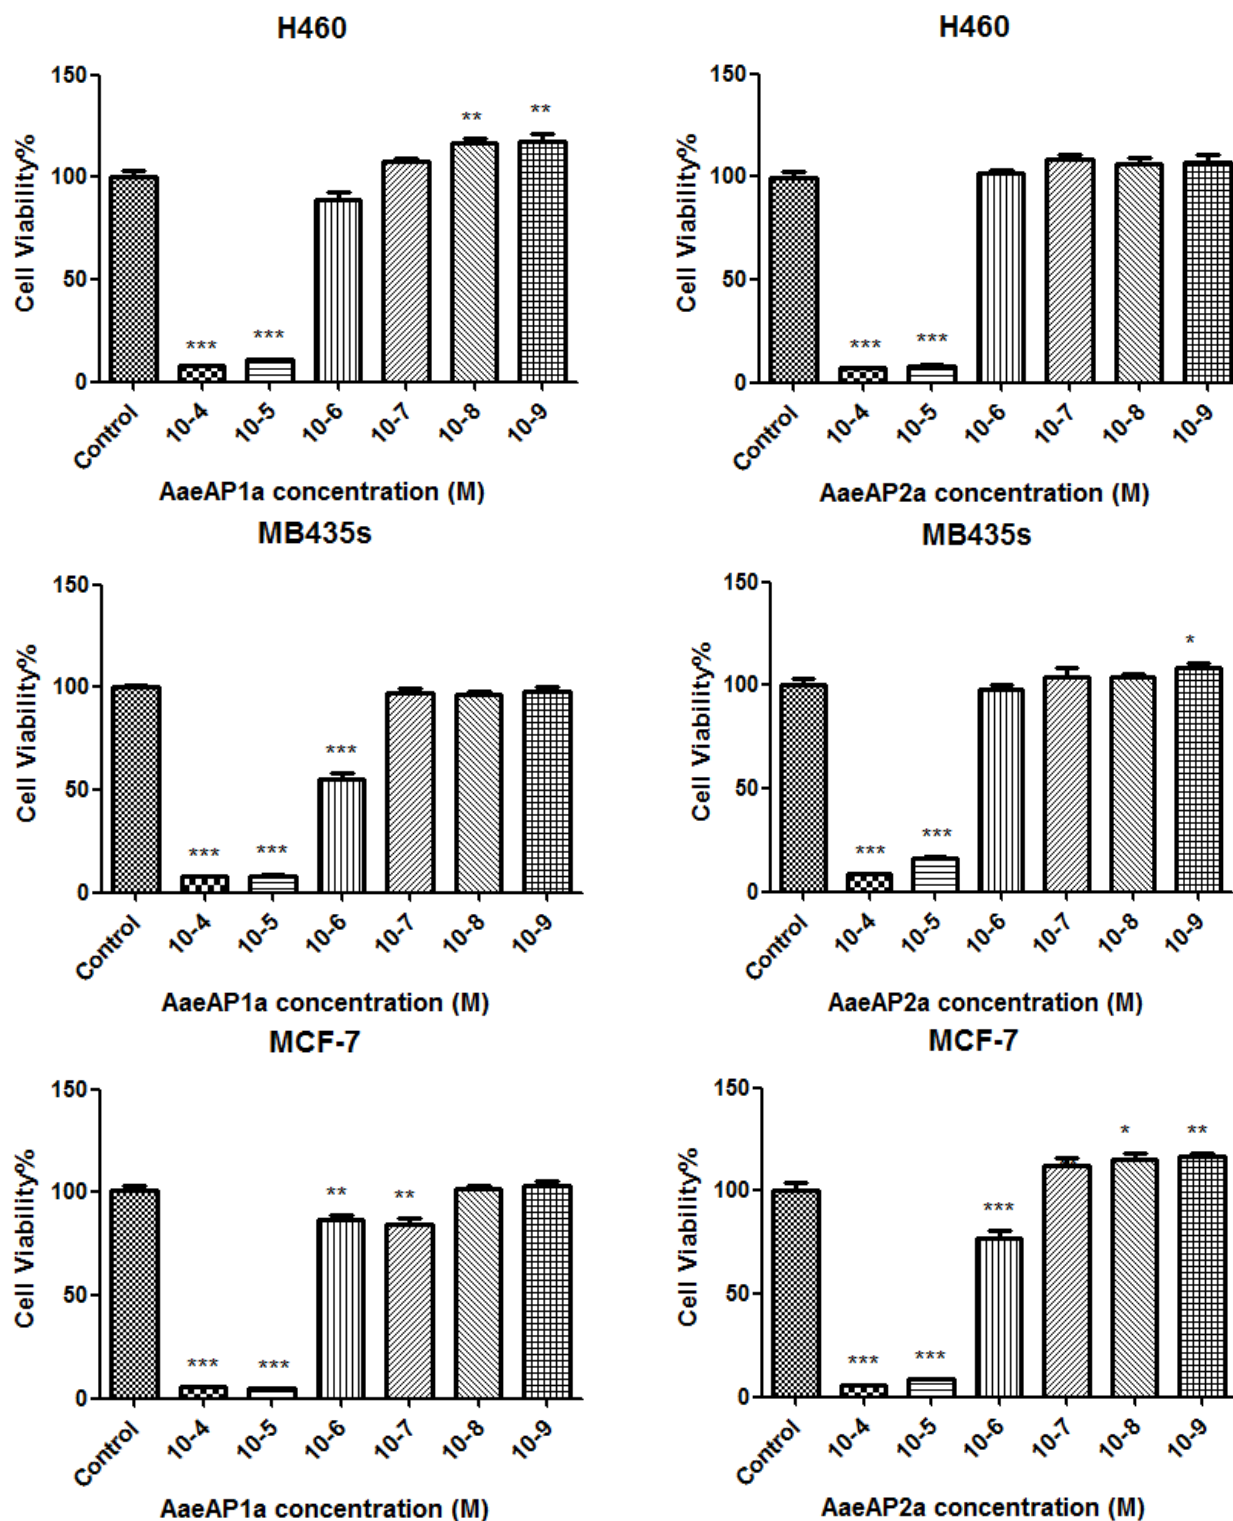 H460
Cell Viability%
150
100
50
0
** **
*** ***
Control 10-4 10-5 10-6 10-7 10-8 10-9
AaeAP1a concentration (M)
H460
Cell Viability%
150
100
50
0
*** ***
Control 10-4 10-5 10-6 10-7 10-8 10-9
AaeAP2a concentration (M)
MB435s
Cell Viability%
150
100
50
0
***
*** ***
Control 10-4 10-5 10-6 10-7 10-8 10-9
AaeAP1a concentration (M)
MB435s
Cell Viability%
150
100
50
0
*
***
***
Control 10-4 10-5 10-6 10-7 10-8 10-9
AaeAP2a concentration (M)
MCF-7
Cell Viability%
150
100
50
0
** **
*** ***
Control 10-4 10-5 10-6 10-7 10-8 10-9
AaeAP1a concentration (M)
MCF-7
Cell Viability%
150
100
50
0
* **
***
*** ***
Control 10-4 10-5 10-6 10-7 10-8 10-9
AaeAP2a concentration (M)